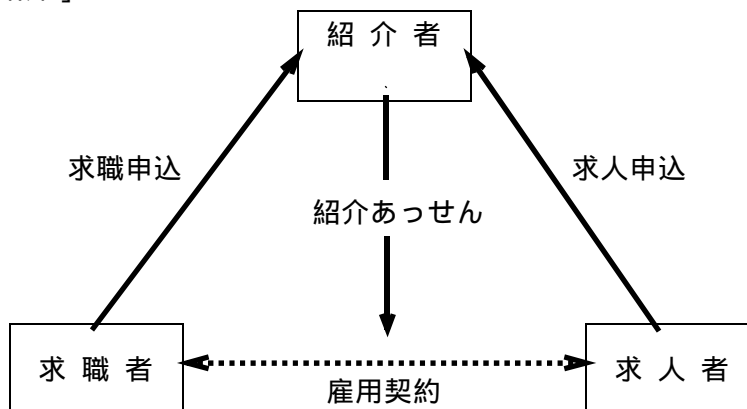 紹 介 者
求職申込
求人申込
紹介あっせん
求 職 者
求 人 者
雇用契約